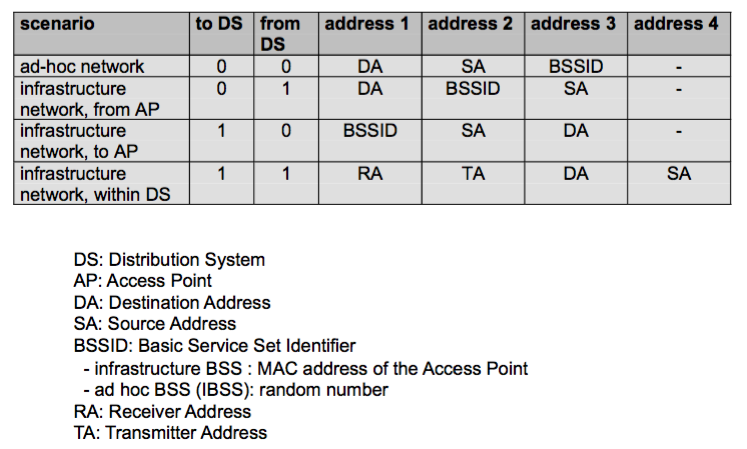 scenario to DS from DS address 1 address 2 address 3 address 4
ad-hoc network 0 0 DA SA BSSID -
infrastructure network, from AP 0 1 DA BSSID SA -
infrastructure network, to AP 1 0 BSSID SA DA -
infrastructure network, within DS 1 1 RA TA DA SA
DS: Distribution System
AP: Access Point
DA: Destination Address
SA: Source Address
BSSID: Basic Service Set Identifier
- infrastructure BSS : MAC address of the Access Point
- ad hoc BSS (IBSS): random number
RA: Receiver Address
TA: Transmitter Address